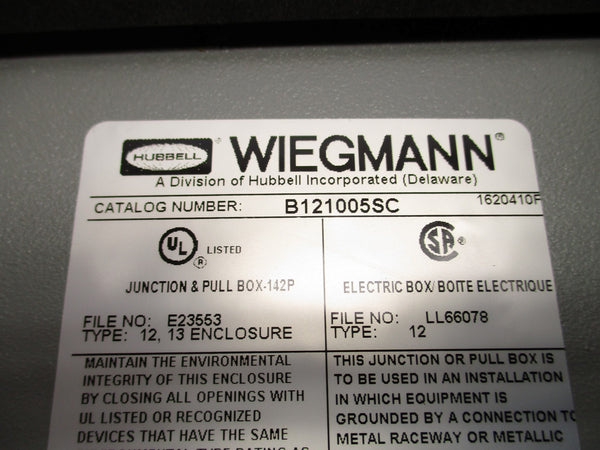 HUBBELL® WIEGMANN®
A Division of Hubbell Incorporated (Delaware)
CATALOG NUMBER: B121005SC 1620410F
UL LISTED
JUNCTION & PULL BOX-142P
FILE NO: E23553
TYPE: 12, 13 ENCLOSURE
MAINTAIN THE ENVIRONMENTAL
INTEGRITY OF THIS ENCLOSURE
BY CLOSING ALL OPENINGS WITH
UL LISTED OR RECOGNIZED
DEVICES THAT HAVE THE SAME
TYPE RATING AS
SA®
ELECTRIC BOX/BOITE ELECTRIQUE
FILE NO: LL66078
TYPE: 12
THIS JUNCTION OR PULL BOX IS
TO BE USED IN AN INSTALLATION
IN WHICH EQUIPMENT IS
GROUNDED BY A CONNECTION TO
METAL RACEWAY OR METALLIC